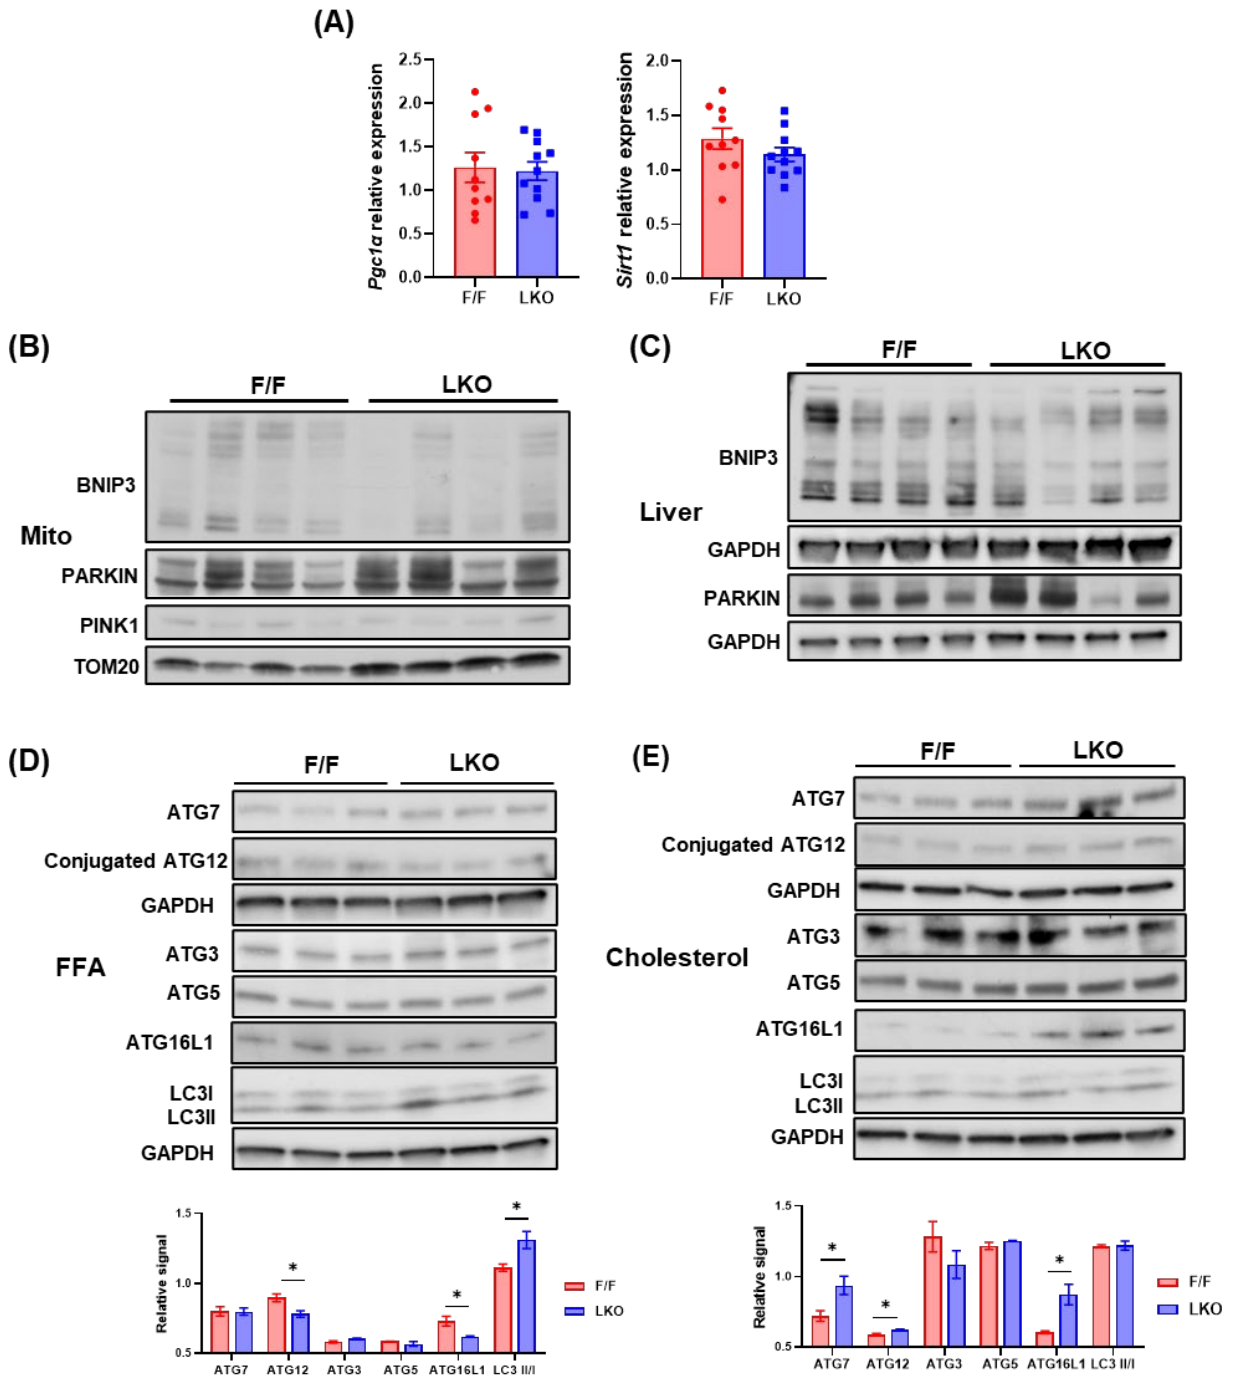 (A)
Pgc1α relative expression
2.5
2.0
1.5
1.0
0.5
0.0
F/F LKO
Sirt1 relative expression
2.0
1.5
1.0
0.5
0.0
F/F LKO
(B)
F/F LKO
Mito
BNIP3
PARKIN
PINK1
TOM20
(C)
F/F LKO
Liver
BNIP3
GAPDH
PARKIN
GAPDH
(D)
F/F LKO
FFA
ATG7
Conjugated ATG12
GAPDH
ATG3
ATG5
ATG16L1
LC3I
LC3II
GAPDH
Relative signal
1.5
1.0
0.5
* * * *
ATG7 ATG12 ATG3 ATG5 ATG16L1 LC3 II/I
F/F
LKO
(E)
F/F LKO
Cholesterol
ATG7
Conjugated ATG12
GAPDH
ATG3
ATG5
ATG16L1
LC3I
LC3II
GAPDH
Relative signal
1.5
1.0
0.5
* * *
ATG7 ATG12 ATG3 ATG5 ATG16L1 LC3 II/I
F/F
LKO